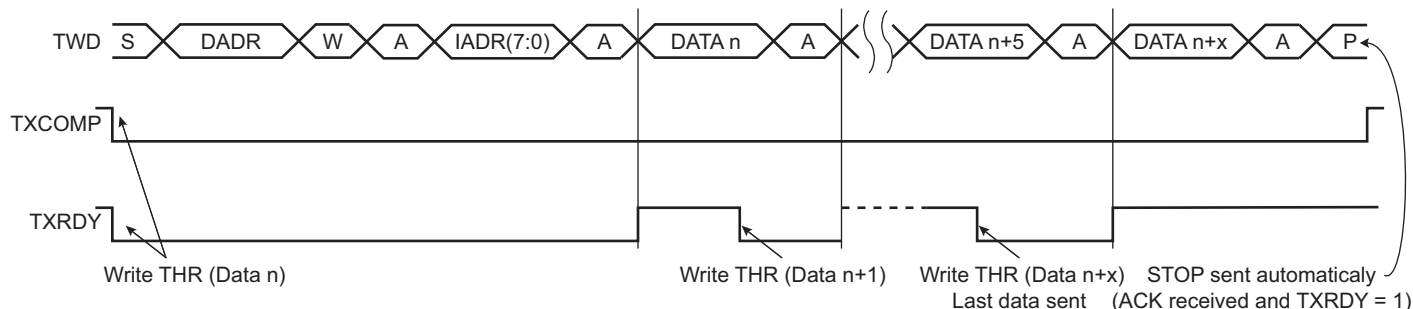 TWD S DADR W A IADR(7:0) A DATA n A DATA n+5 A DATA n+x A P
TXCOMP
TXRDY
Write THR (Data n) Write THR (Data n+1) Write THR (Data n+x) STOP sent automaticaly
Last data sent (ACK received and TXRDY = 1)